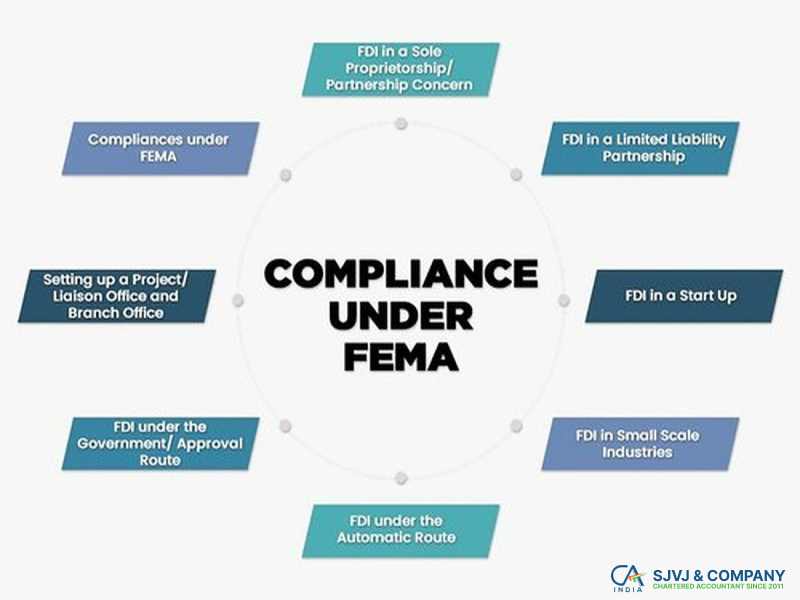 FDI in a Sole
Proprietorship/
Partnership Concern
Compliances under
FEMA
FDI in a Limited Liability
Partnership
COMPLIANCE
UNDER
FEMA
Setting up a Project/
Liaison Office and
Branch Office
FDI in a Start Up
FDI under the
Government/ Approval
Route
FDI in Small Scale
Industries
FDI under the
Automatic Route
CA
INDIA
SJVJ & COMPANY
CHARTERED ACCOUNTANT SINCE 2011